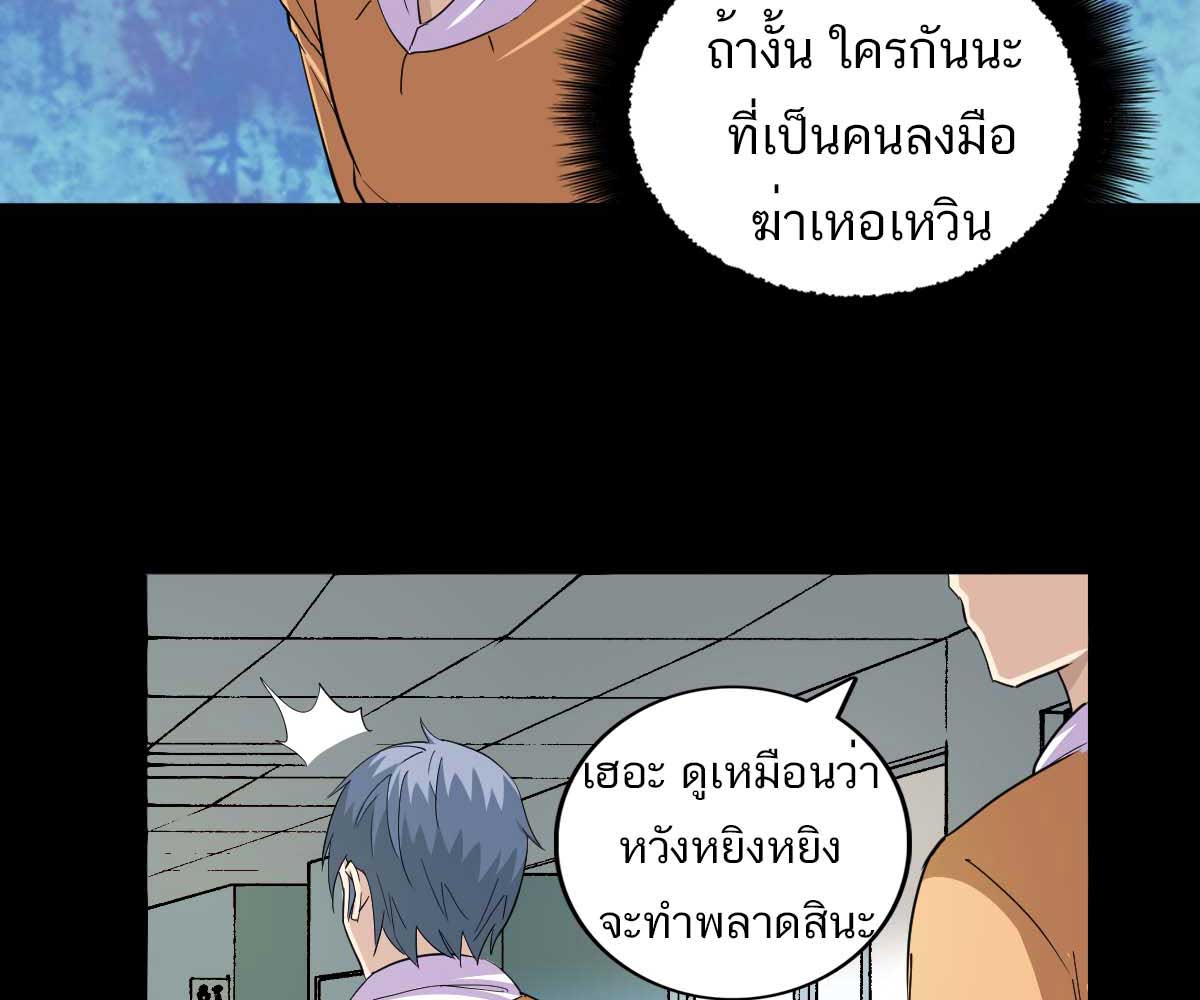 ถ้างั้น ใครกันนะ
ที่เป็นคนลงมือ
ฆ่าเหอเหวิน
เฮอะ ดูเหมือนว่า
หวังหยิงหยิง
จะทำพลาดสินะ